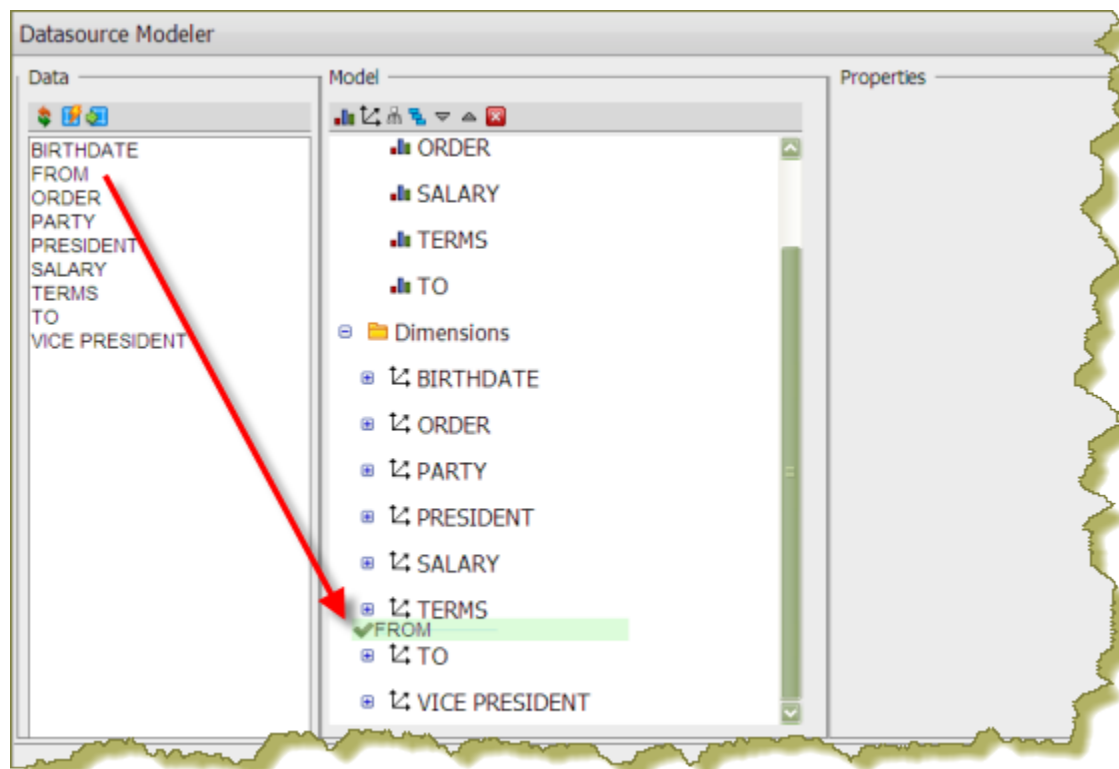 Datasource Modeler
Data
Model
Properties
BIRTHDATE
FROM
ORDER
PARTY
PRESIDENT
SALARY
TERMS
TO
VICE PRESIDENT
ORDER
SALARY
TERMS
TO
Dimensions
BIRTHDATE
ORDER
PARTY
PRESIDENT
SALARY
TERMS
FROM
TO
VICE PRESIDENT